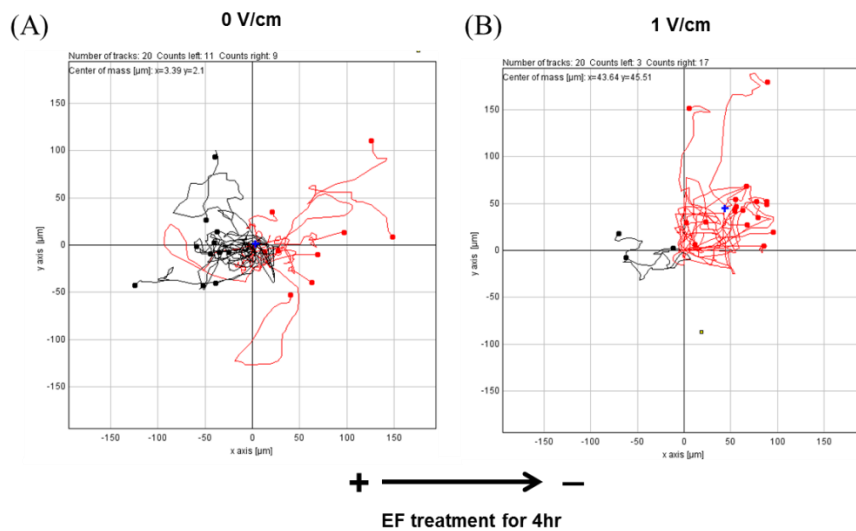 (A)
0 V/cm
Number of tracks: 20 Counts left: 11 Counts right: 9
Center of mass [µm]: x=3.39 y=2.1
150
100
50
0
-50
-100
-150
y axis [µm]
-150 -100 -50 0 50 100 150
x axis [µm]
(B)
1 V/cm
Number of tracks: 20 Counts left: 3 Counts right: 17
Center of mass [µm]: x=43.64 y=45.51
150
100
50
0
-50
-100
-150
y axis [µm]
-150 -100 -50 0 50 100 150
x axis [µm]
+ −
EF treatment for 4hr